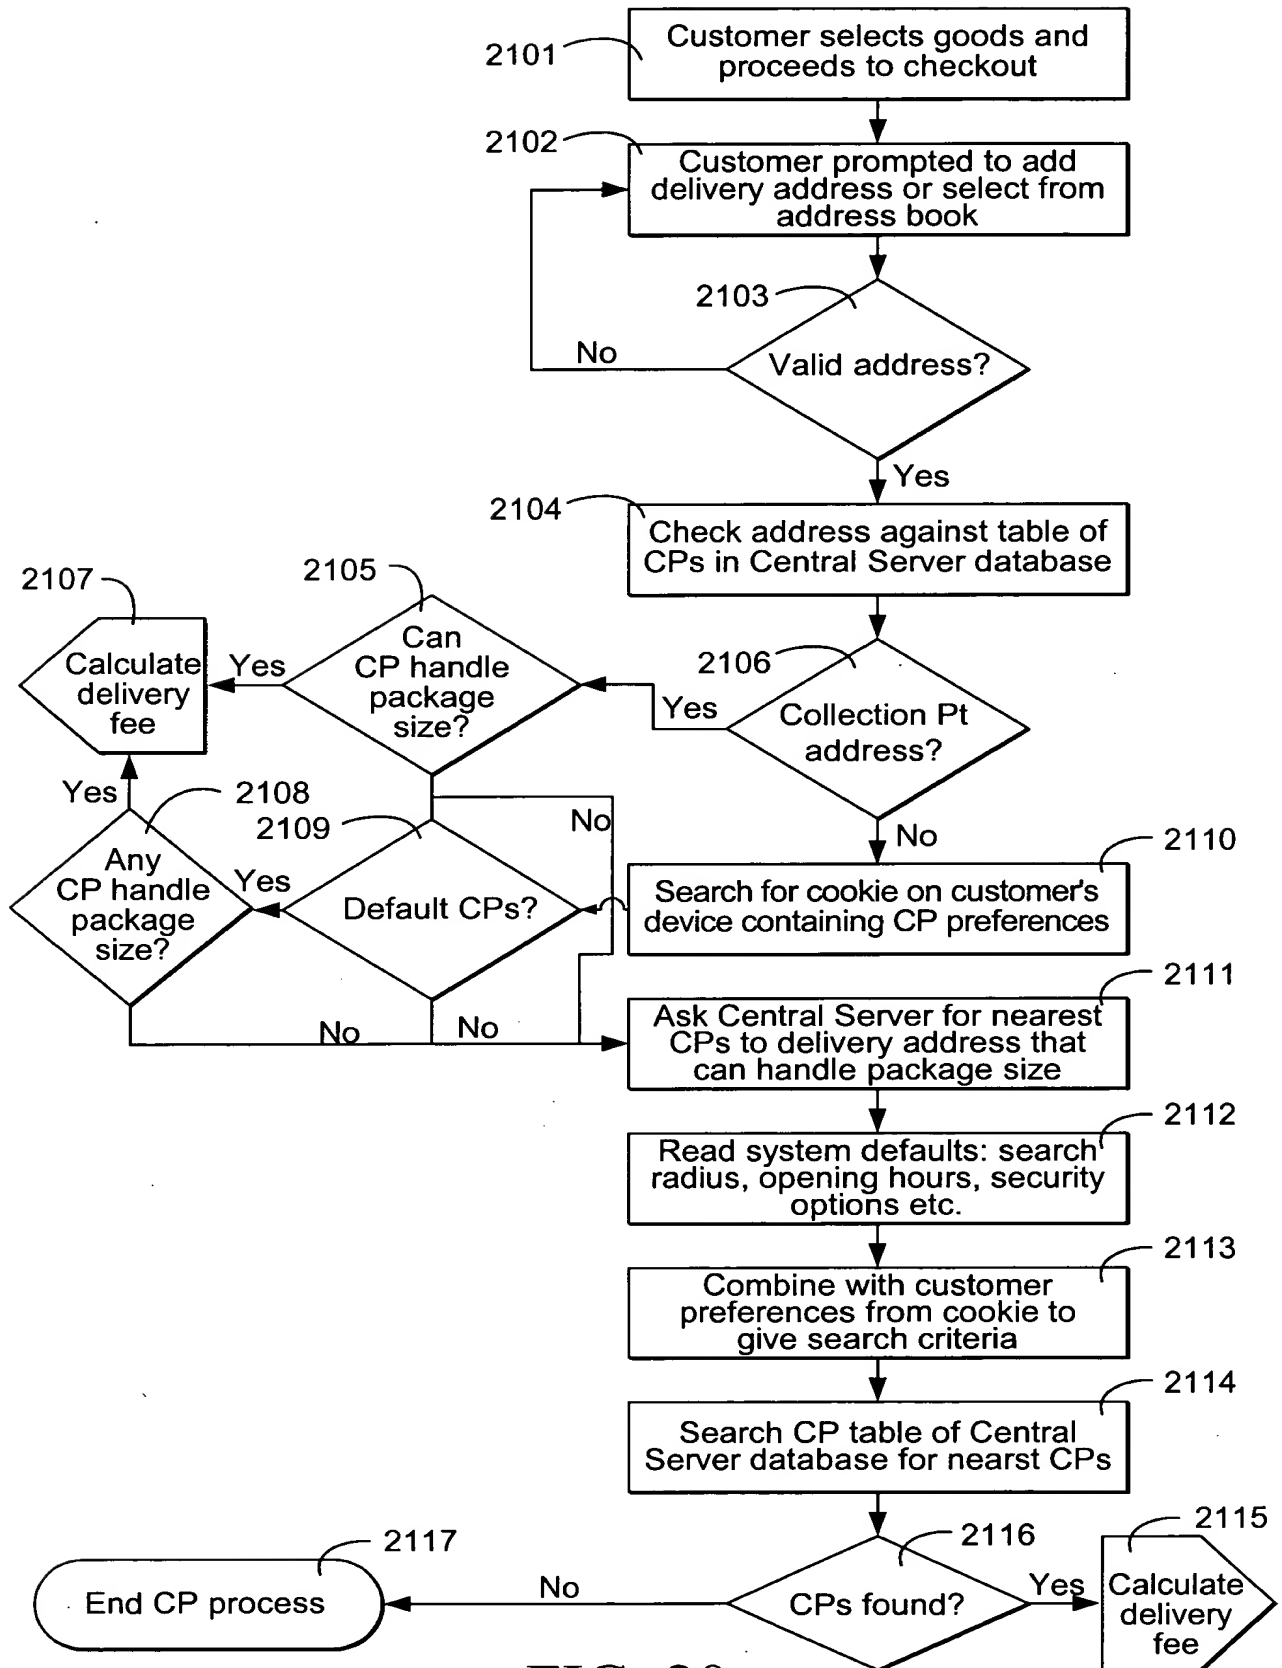 2101
Customer selects goods and
proceeds to checkout
2102
Customer prompted to add
delivery address or select from
address book
2103
Valid address?
No
Yes
2104
Check address against table of
CPs in Central Server database
2105
Can
CP handle
package
size?
2107
Calculate
delivery
fee
Yes
2106
Collection Pt
address?
Yes
No
Yes
2108
Any
CP handle
package
size?
2109
Default CPs?
Yes
No
2110
Search for cookie on customer's
device containing CP preferences
No
No
2111
Ask Central Server for nearest
CPs to delivery address that
can handle package size
2112
Read system defaults: search
radius, opening hours, security
options etc.
2113
Combine with customer
preferences from cookie to
give search criteria
2114
Search CP table of Central
Server database for nearst CPs
2116
CPs found?
2115
Yes
Calculate
delivery
fee
No
2117
End CP process